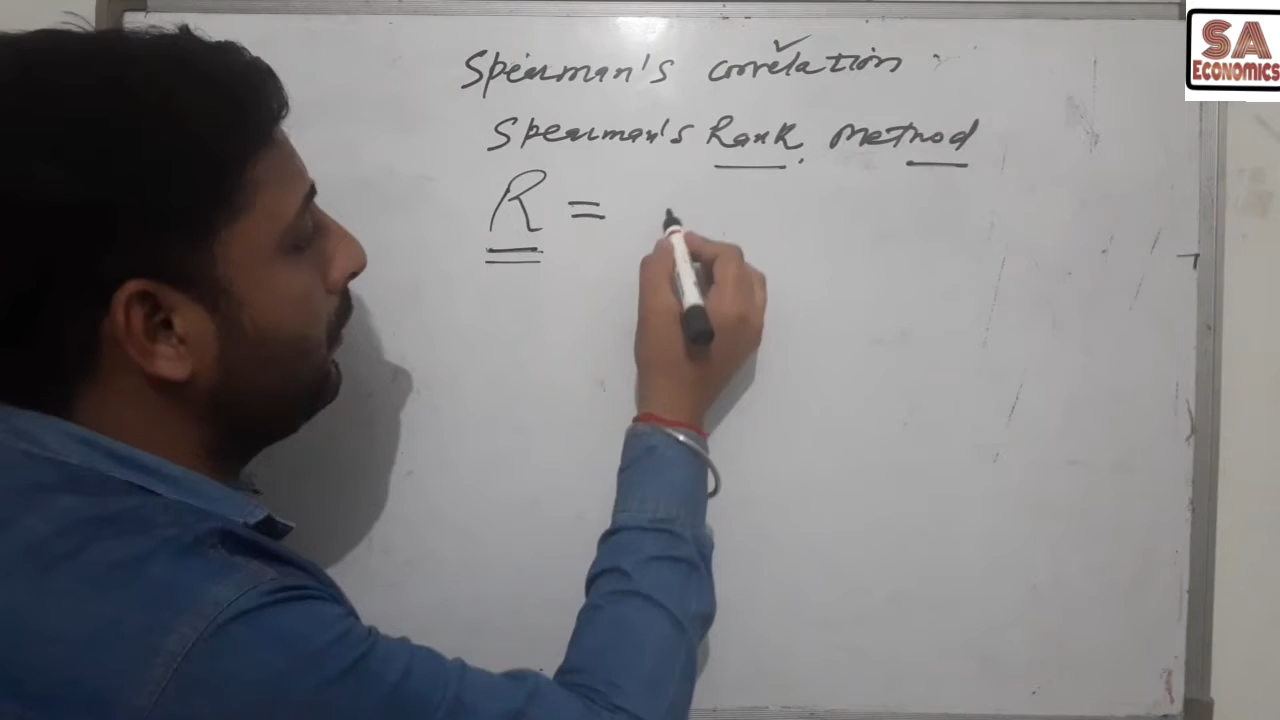 Spearman's correlation
Spearman's Rank Method
R =
SA
ECONOMICS